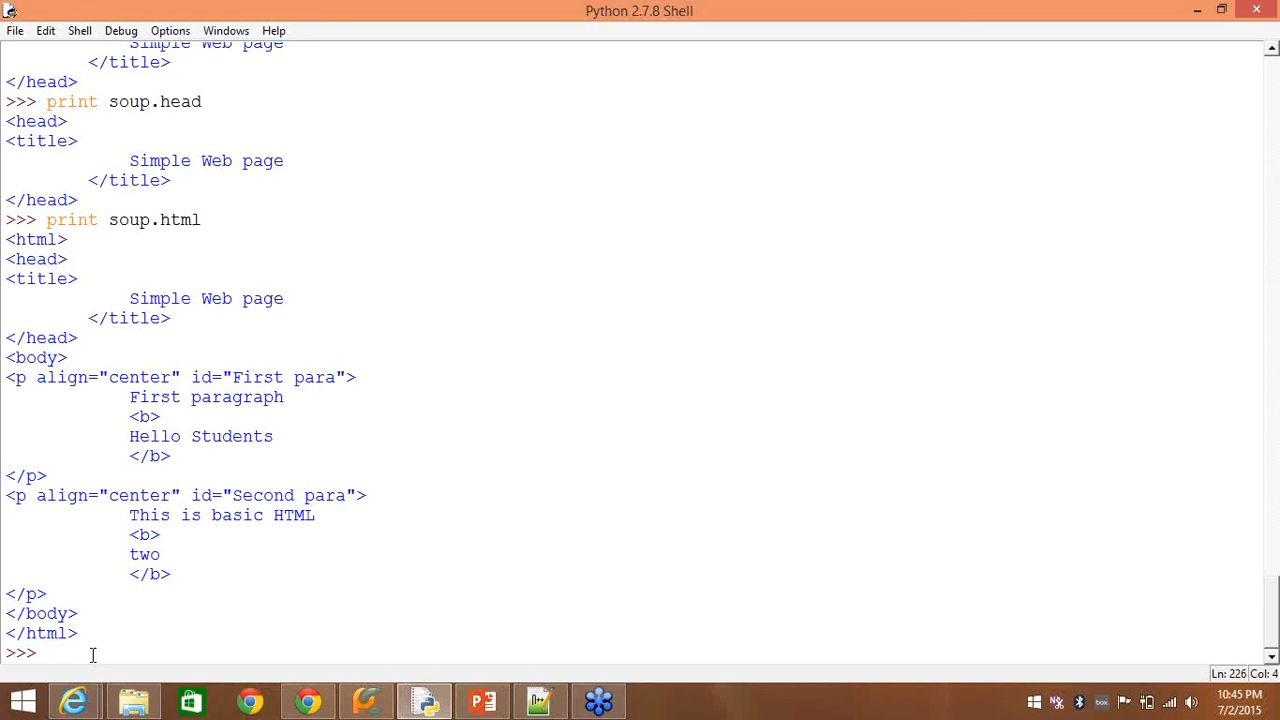 Python 2.7.8 Shell
File Edit Shell Debug Options Windows Help
Simple Web page
</title>
</head>
>>> print soup.head
<head>
<title>
Simple Web page
</title>
</head>
>>> print soup.html
<html>
<head>
<title>
Simple Web page
</title>
</head>
<body>
<p align="center" id="First para">
First paragraph
<b>
Hello Students
</b>
</p>
<p align="center" id="Second para">
This is basic HTML
<b>
two
</b>
</p>
</body>
</html>
>>>
Ln: 226 Col: 4
10:45 PM
7/2/2015